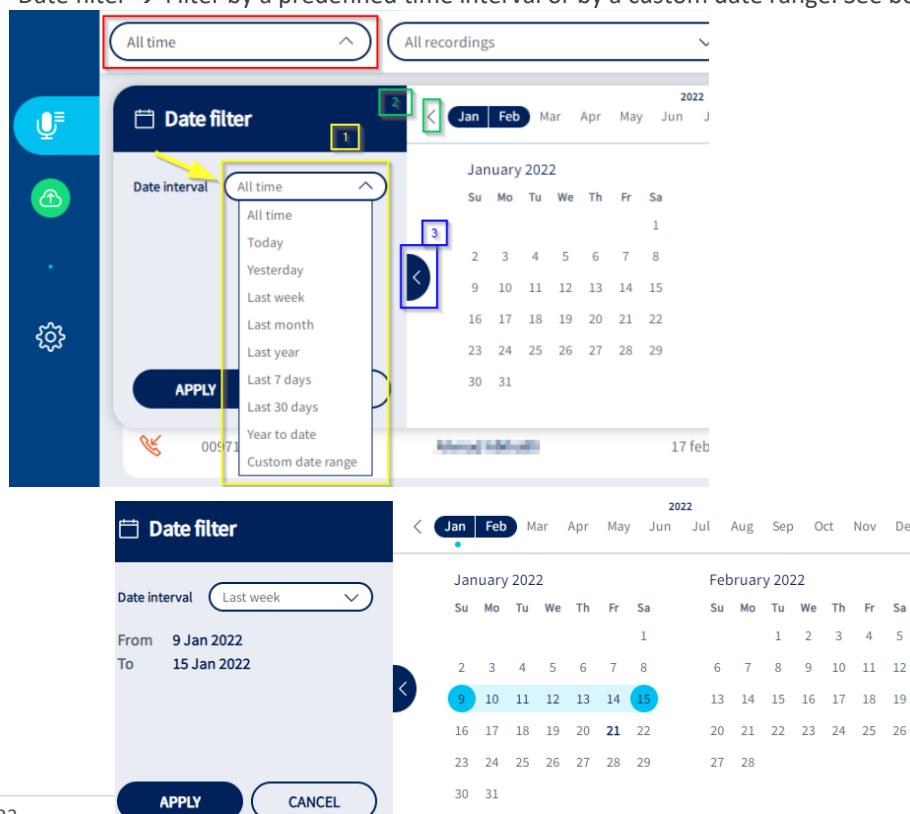 Date filter → Filter by a predefined time interval or by a custom date range. See be
All time
All recordings
Date filter
2
1
3
Date interval
All time
All time
Today
Yesterday
Last week
Last month
Last year
Last 7 days
Last 30 days
Year to date
Custom date range
APPLY
00971
17 feb
2022
Jan Feb Mar Apr May Jun J
January 2022
Su Mo Tu We Th Fr Sa
1
2 3 4 5 6 7 8
9 10 11 12 13 14 15
16 17 18 19 20 21 22
23 24 25 26 27 28 29
30 31
Date filter
Date interval Last week
From 9 Jan 2022
To 15 Jan 2022
APPLY CANCEL
2022
Jan Feb Mar Apr May Jun Jul Aug Sep Oct Nov De
January 2022
Su Mo Tu We Th Fr Sa
1
2 3 4 5 6 7 8
9 10 11 12 13 14 15
16 17 18 19 20 21 22
23 24 25 26 27 28 29
30 31
February 2022
Su Mo Tu We Th Fr Sa
1 2 3 4 5
6 7 8 9 10 11 12
13 14 15 16 17 18 19
20 21 22 23 24 25 26
27 28